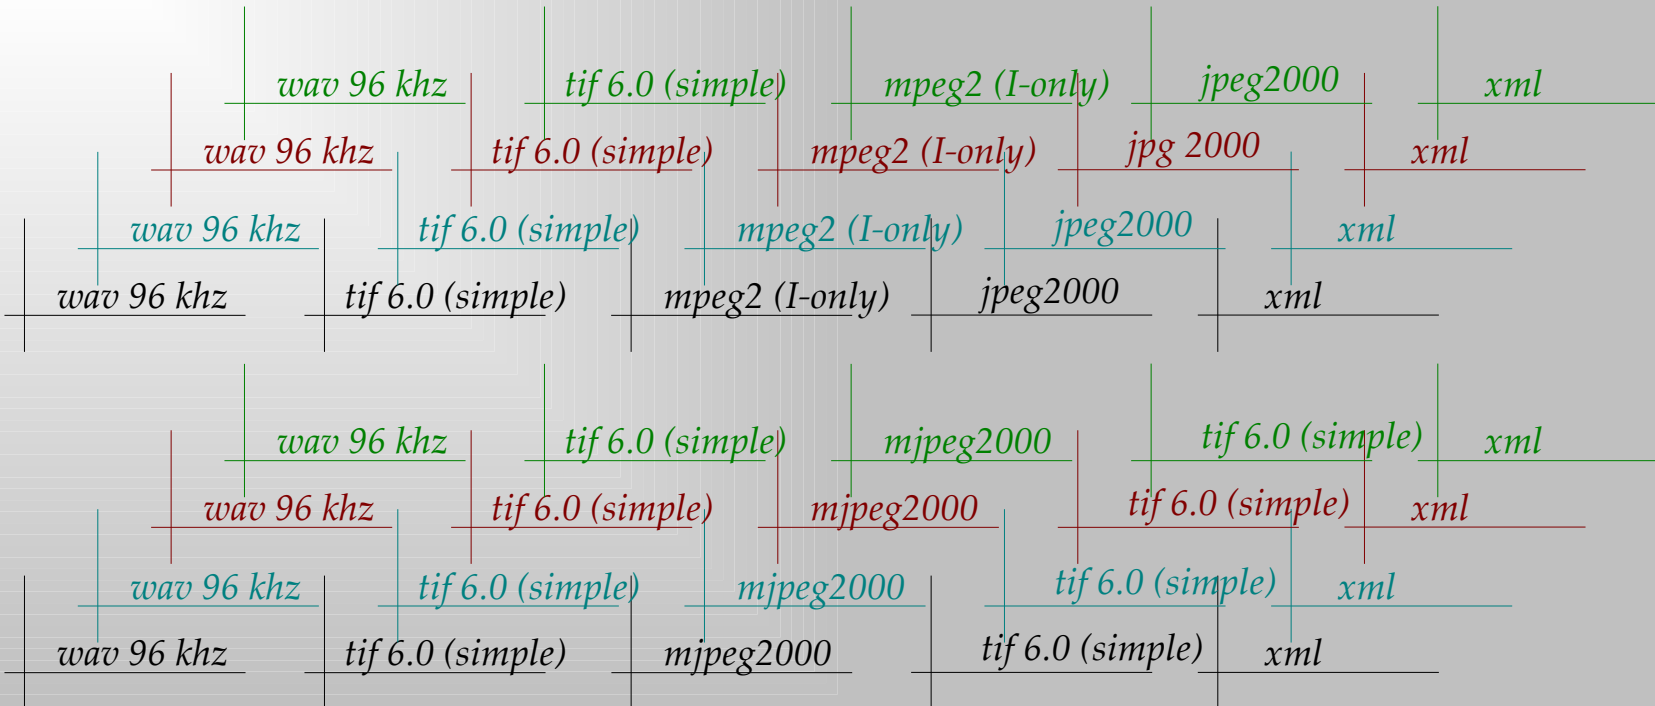 wav 96 khz tif 6.0 (simple) mpeg2 (I-only) jpeg2000 xml
wav 96 khz tif 6.0 (simple) mpeg2 (I-only) jpg 2000 xml
wav 96 khz tif 6.0 (simple) mpeg2 (I-only) jpeg2000 xml
wav 96 khz tif 6.0 (simple) mpeg2 (I-only) jpeg2000 xml
wav 96 khz tif 6.0 (simple) mjpeg2000 tif 6.0 (simple) xml
wav 96 khz tif 6.0 (simple) mjpeg2000 tif 6.0 (simple) xml
wav 96 khz tif 6.0 (simple) mjpeg2000 tif 6.0 (simple) xml
wav 96 khz tif 6.0 (simple) mjpeg2000 tif 6.0 (simple) xml